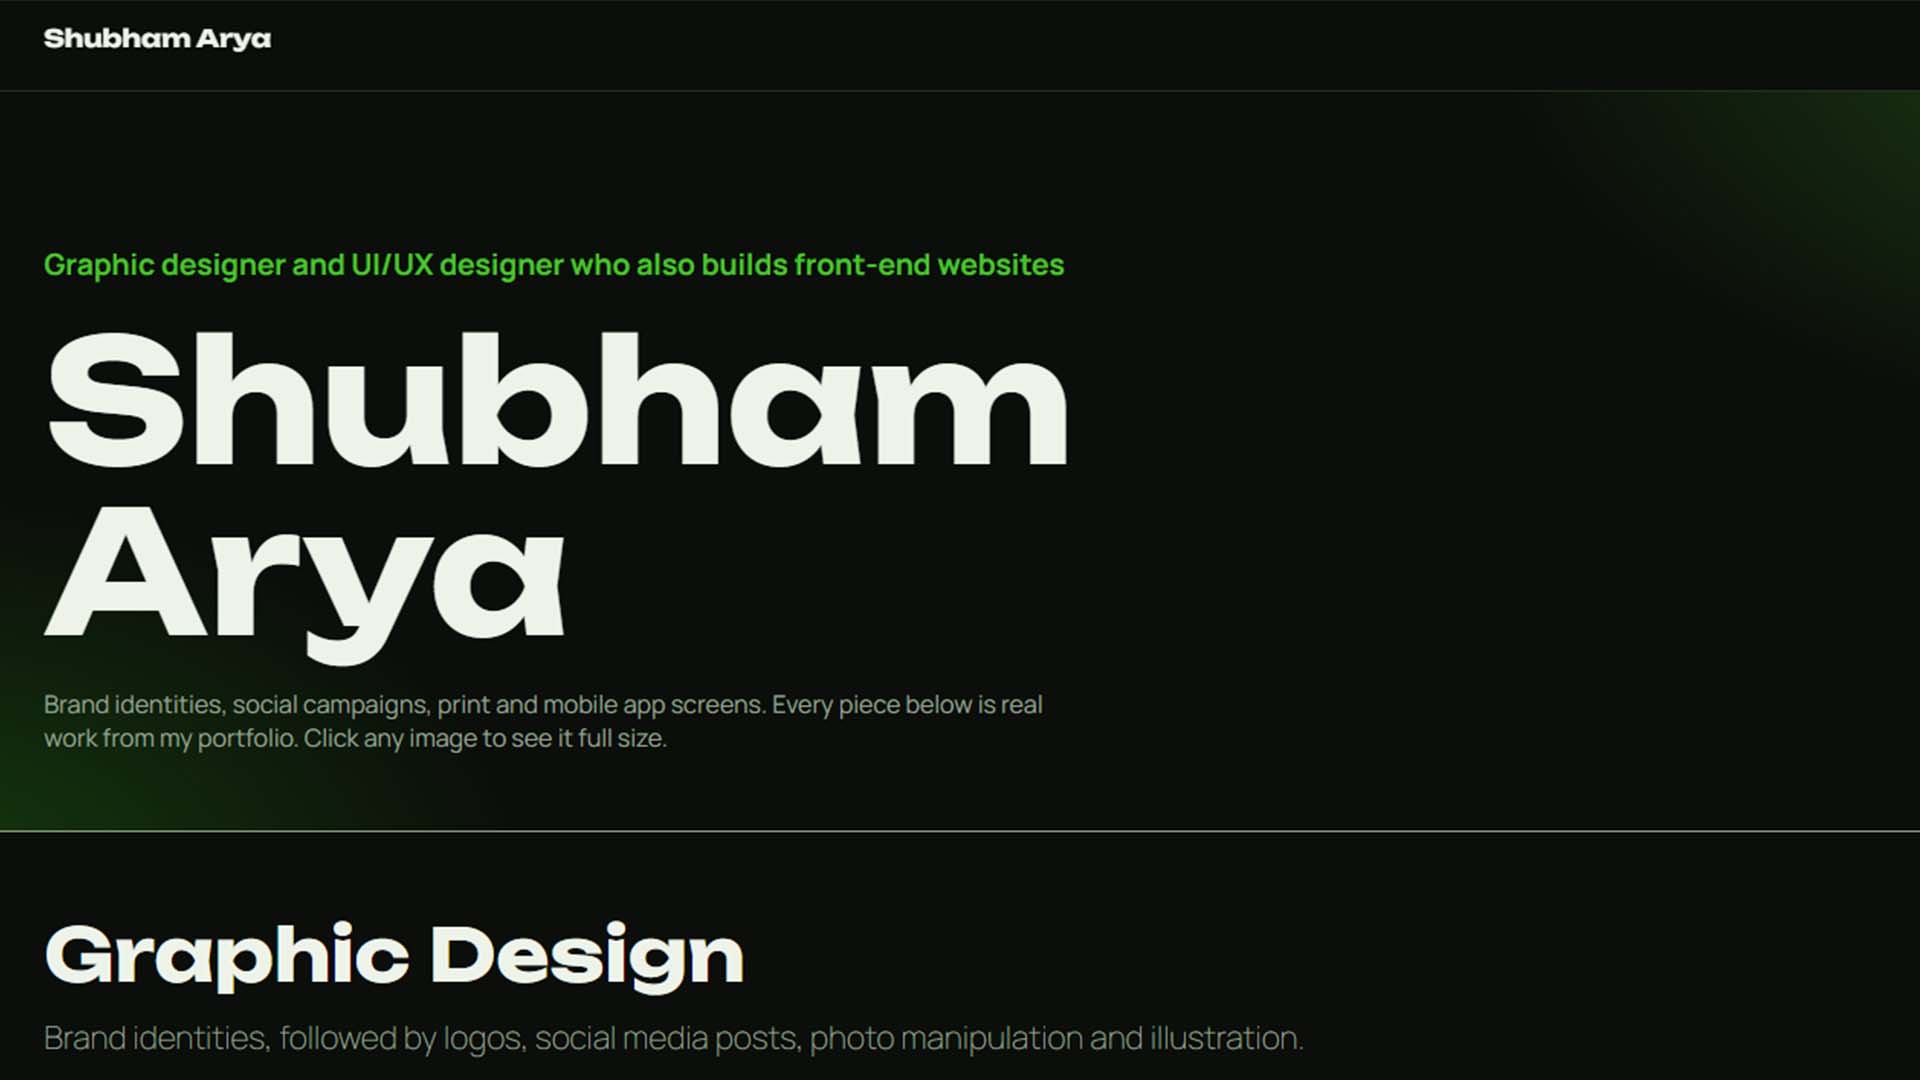 Shubham Arya
Graphic designer and UI/UX designer who also builds front-end websites
Shubham
Arya
Brand identities, social campaigns, print and mobile app screens. Every piece below is real
work from my portfolio. Click any image to see it full size.
Graphic Design
Brand identities, followed by logos, social media posts, photo manipulation and illustration.